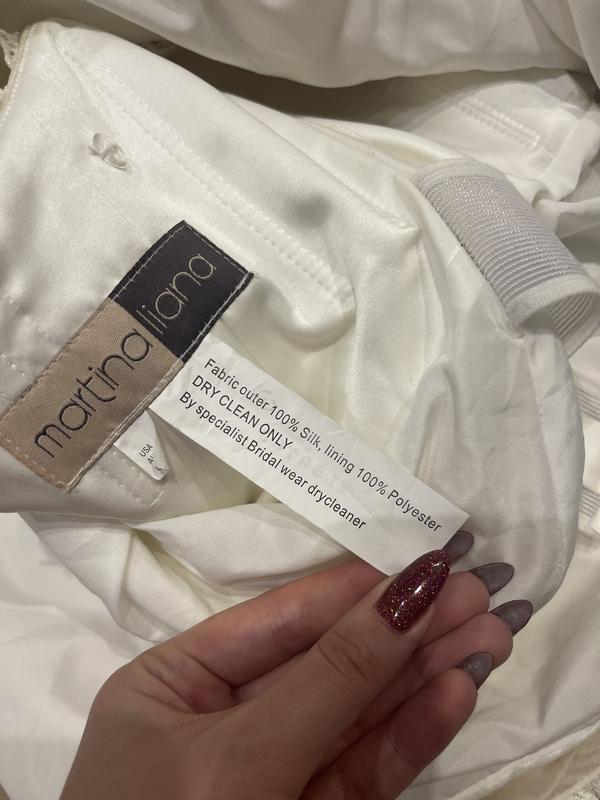 martina liana
Fabric outer 100% Silk, lining 100% Polyester
DRY CLEAN ONLY
By specialist Bridal wear drycleaner
USA